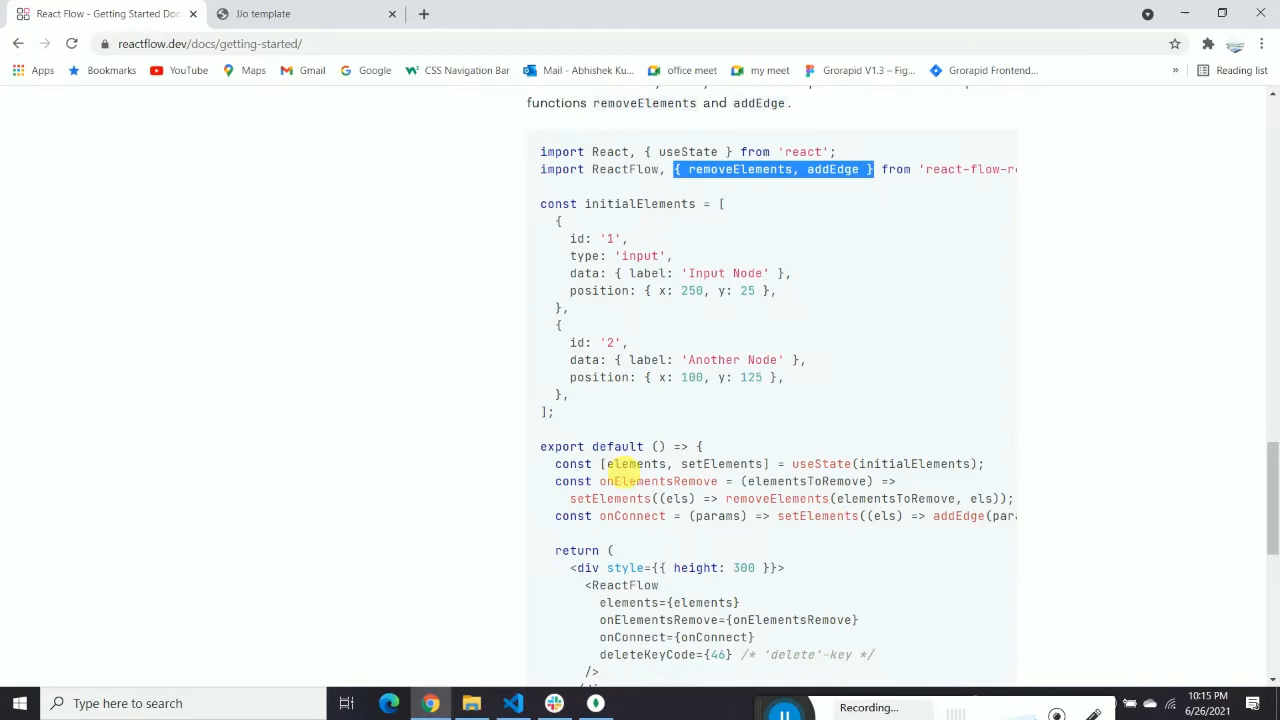 React Flow - Getting Started Doc
JJo template
reactflow.dev/docs/getting-started/
Apps
Bookmarks
YouTube
Maps
Gmail
Google
CSS Navigation Bar
Mail - Abhishek Ku...
office meet
my meet
Grorapid V1.3 – Fig...
Grorapid Frontend...
»
Reading list
functions removeElements and addEdge.
import React, { useState } from 'react';
import ReactFlow, { removeElements, addEdge } from 'react-flow-re
const initialElements = [
{
id: '1',
type: 'input',
data: { label: 'Input Node' },
position: { x: 250, y: 25 },
},
{
id: '2',
data: { label: 'Another Node' },
position: { x: 100, y: 125 },
},
];
export default () => {
const [elements, setElements] = useState(initialElements);
const onElementsRemove = (elementsToRemove) =>
setElements((els) => removeElements(elementsToRemove, els));
const onConnect = (params) => setElements((els) => addEdge(para
return (
<div style={{ height: 300 }}>
<ReactFlow
elements={elements}
onElementsRemove={onElementsRemove}
onConnect={onConnect}
deleteKeyCode={46} /* 'delete'-key */
/>
Type here to search
Recording...
10:15 PM
6/26/2021